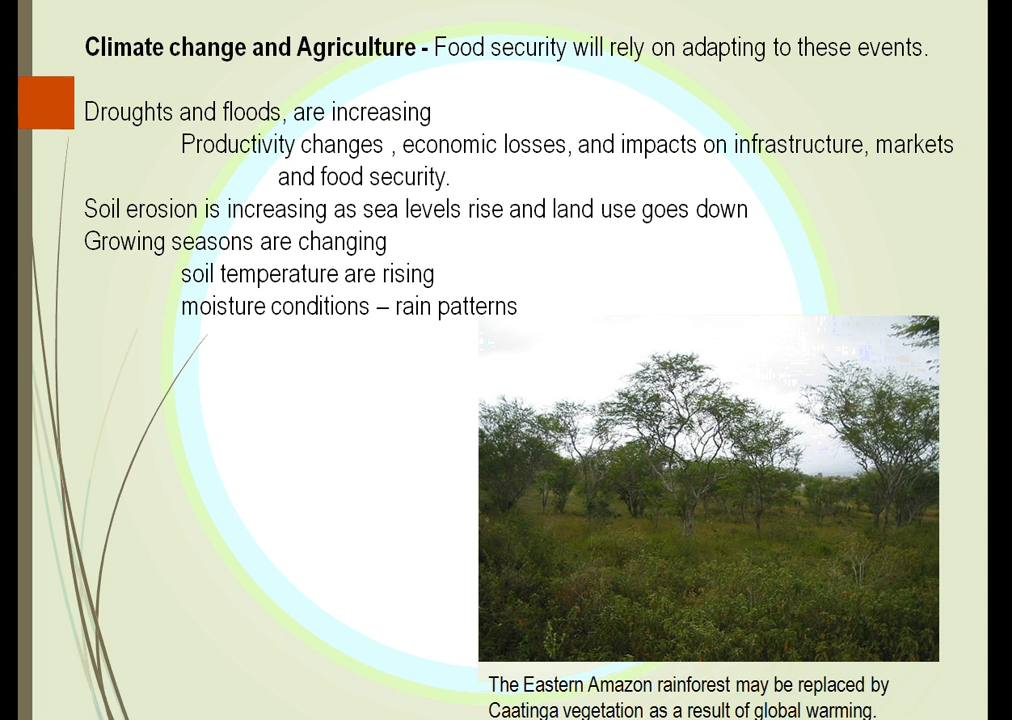 Climate change and Agriculture - Food security will rely on adapting to these events.
Droughts and floods, are increasing
Productivity changes , economic losses, and impacts on infrastructure, markets
and food security.
Soil erosion is increasing as sea levels rise and land use goes down
Growing seasons are changing
soil temperature are rising
moisture conditions – rain patterns
The Eastern Amazon rainforest may be replaced by
Caatinga vegetation as a result of global warming.